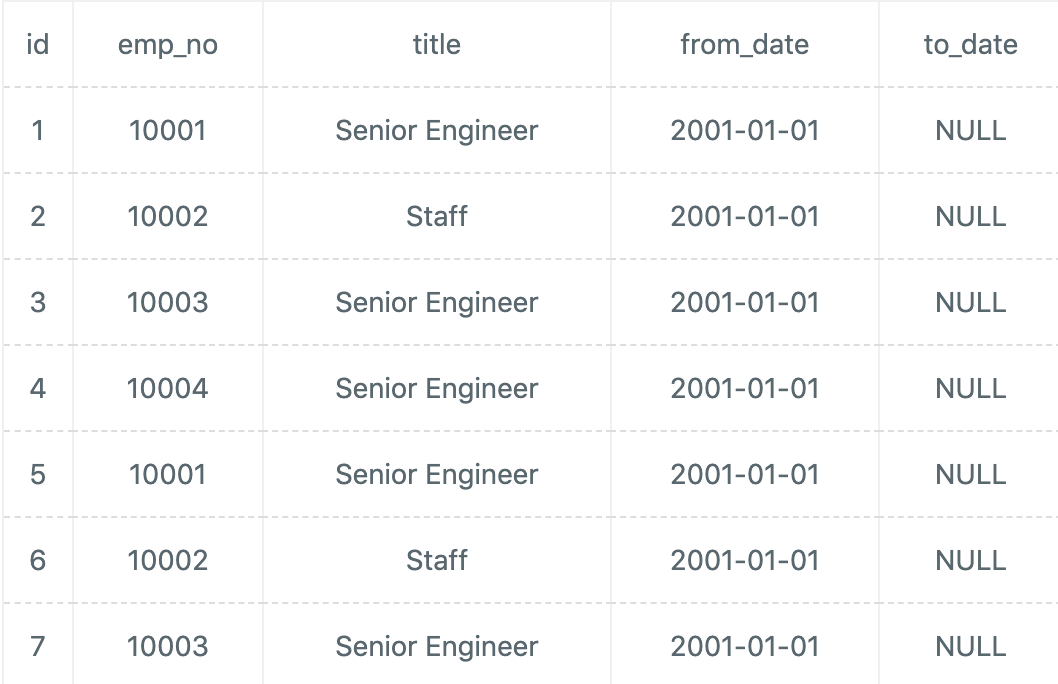 id emp_no title from_date to_date
1 10001 Senior Engineer 2001-01-01 NULL
2 10002 Staff 2001-01-01 NULL
3 10003 Senior Engineer 2001-01-01 NULL
4 10004 Senior Engineer 2001-01-01 NULL
5 10001 Senior Engineer 2001-01-01 NULL
6 10002 Staff 2001-01-01 NULL
7 10003 Senior Engineer 2001-01-01 NULL